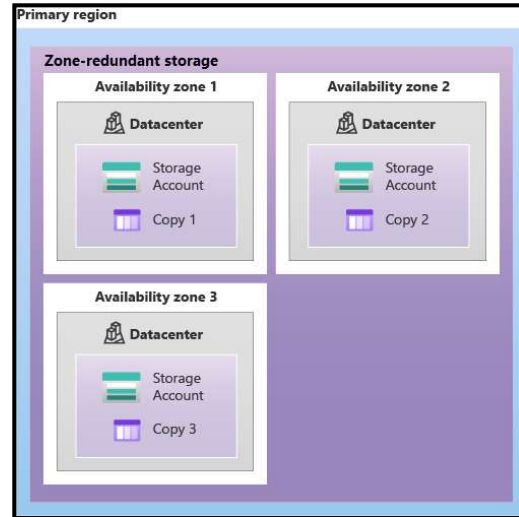 Primary region
Zone-redundant storage
Availability zone 1
Datacenter
Storage
Account
Copy 1
Availability zone 2
Datacenter
Storage
Account
Copy 2
Availability zone 3
Datacenter
Storage
Account
Copy 3